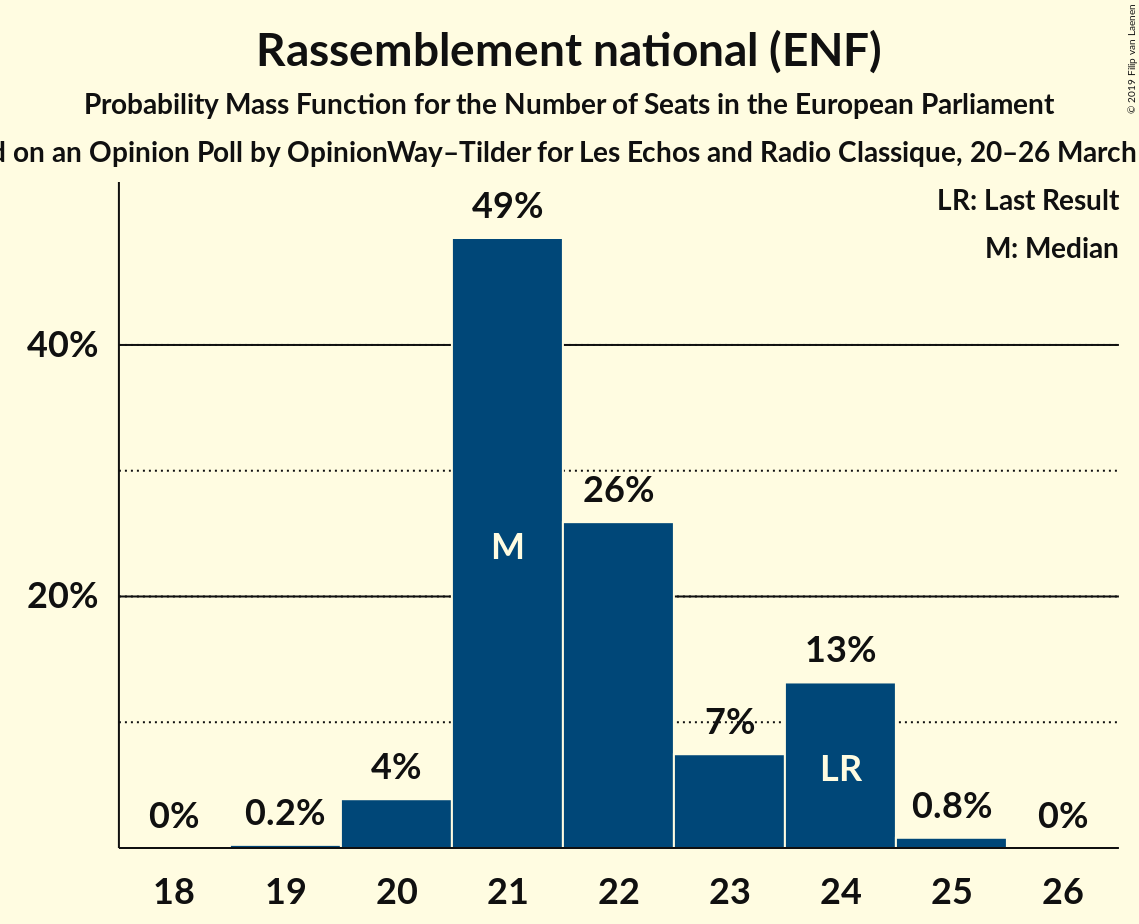 Rassemblement national (ENF)
Probability Mass Function for the Number of Seats in the European Parliament
on an Opinion Poll by OpinionWay–Tilder for Les Echos and Radio Classique, 20–26 March
© 2019 Filip van Laenen
LR: Last Result
M: Median
40%
20%
0%
0.2%
4%
49%
M
26%
7%
13%
LR
0.8%
0%
18 19 20 21 22 23 24 25 26